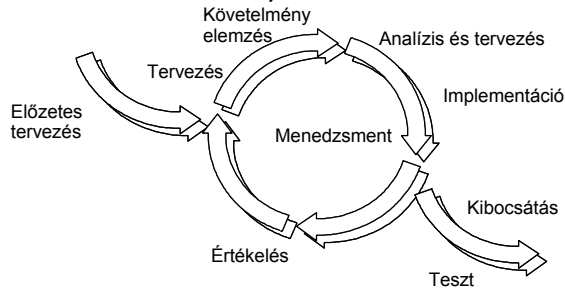 Követelmény
elemzés
Analízis és tervezés
Tervezés
Implementáció
Előzetes
tervezés
Menedzsment
Kibocsátás
Értékelés
Teszt